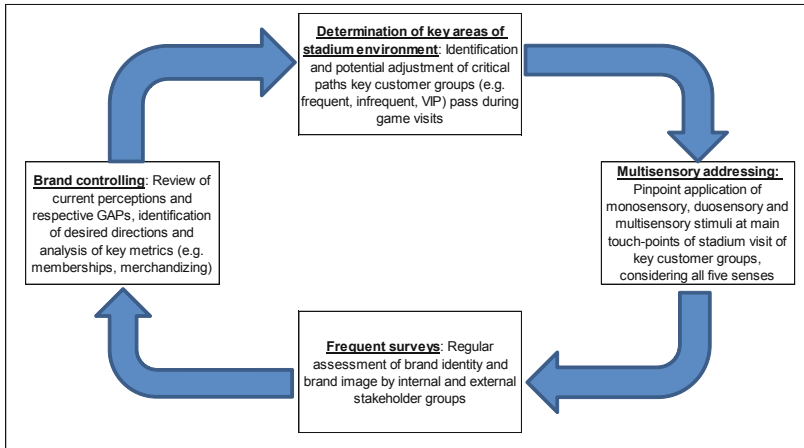 Determination of key areas of
stadium environment: Identification
and potential adjustment of critical
paths key customer groups (e.g.
frequent, infrequent, VIP) pass during
game visits
Multisensory addressing:
Pinpoint application of
monosensory, duosensory and
multisensory stimuli at main
touch-points of stadium visit of
key customer groups,
considering all five senses
Frequent surveys: Regular
assessment of brand identity and
brand image by internal and external
stakeholder groups
Brand controlling: Review of
current perceptions and
respective GAPs, identification
of desired directions and
analysis of key metrics (e.g.
memberships, merchandizing)